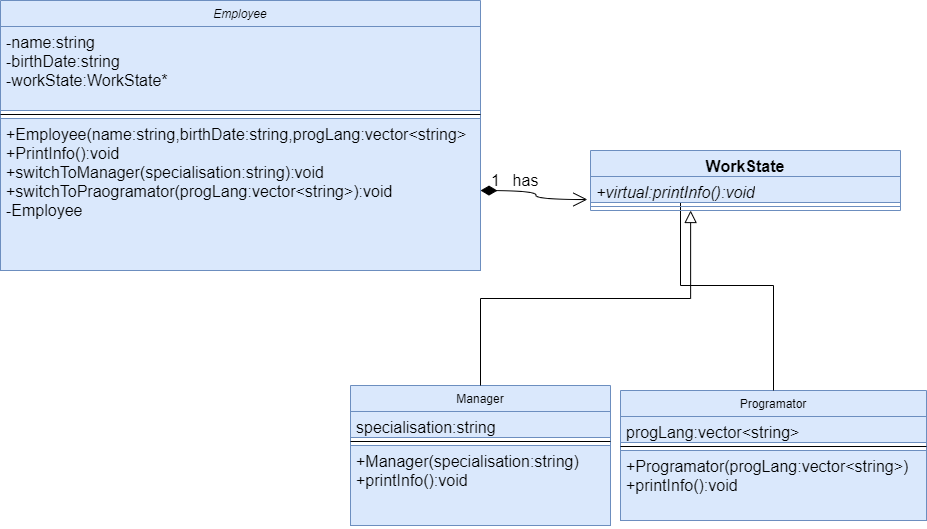 Employee
-name:string
-birthDate:string
-workState:WorkState*
+Employee(name:string,birthDate:string,progLang:vector<string>
+PrintInfo():void
+switchToManager(specialisation:string):void
+switchToPraogramator(progLang:vector<string>):void
-Employee
1 has
WorkState
+virtual:printInfo():void
Manager
specialisation:string
+Manager(specialisation:string)
+printInfo():void
Programator
progLang:vector<string>
+Programator(progLang:vector<string>)
+printInfo():void